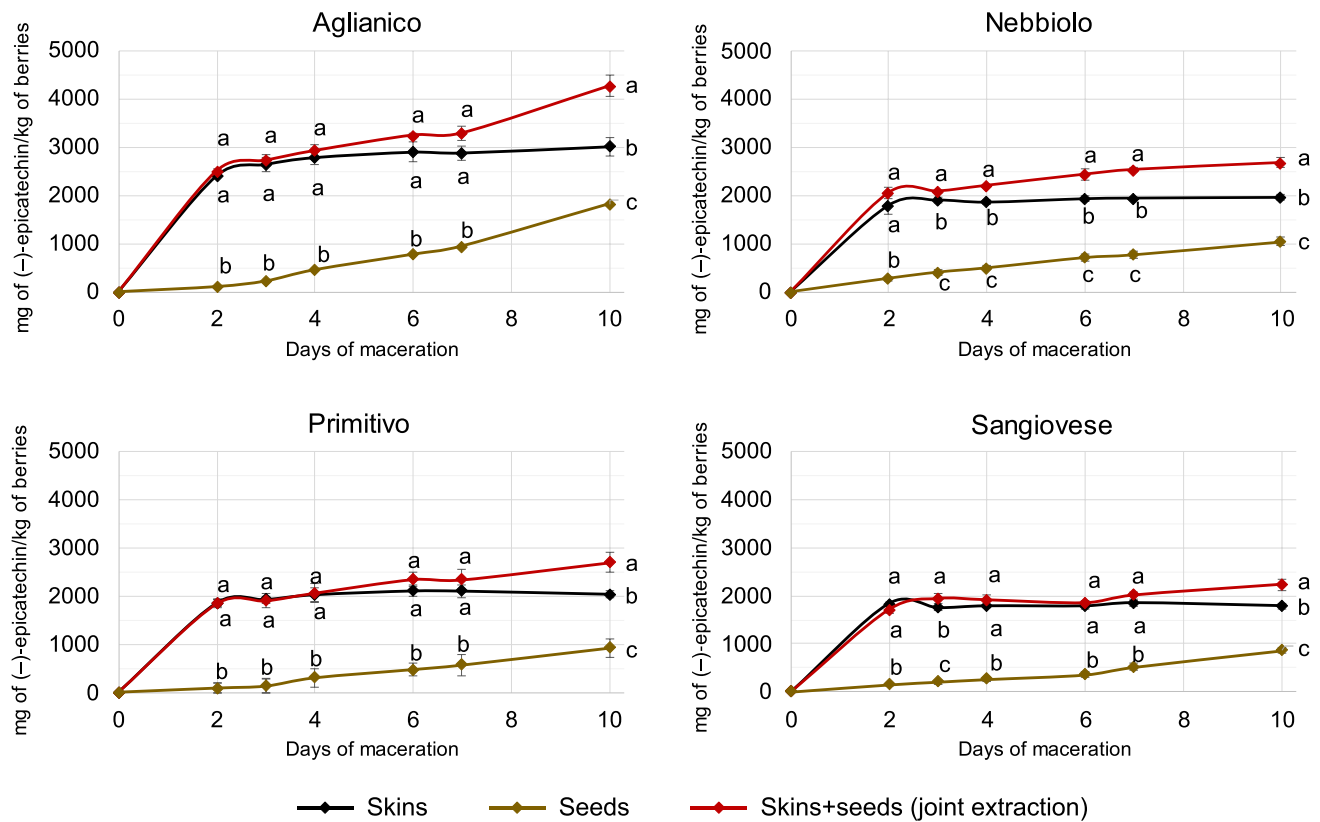 Aglianico
mg of (–)-epicatechin/kg of berries
5000
4000
3000
2000
1000
0
a a a a a a
b
a a a a a
b b b b b c
0 2 4 6 8 10
Days of maceration
Nebbiolo
mg of (–)-epicatechin/kg of berries
5000
4000
3000
2000
1000
0
a a a a a a
a b b b b b
b c c c c c
0 2 4 6 8 10
Days of maceration
Primitivo
mg of (–)-epicatechin/kg of berries
5000
4000
3000
2000
1000
0
a a a a a a
a a a a a b
b b b b b c
0 2 4 6 8 10
Days of maceration
Sangiovese
mg of (–)-epicatechin/kg of berries
5000
4000
3000
2000
1000
0
a a a a a a
a b a a a b
b c b b b c
0 2 4 6 8 10
Days of maceration
Skins Seeds Skins+seeds (joint extraction)